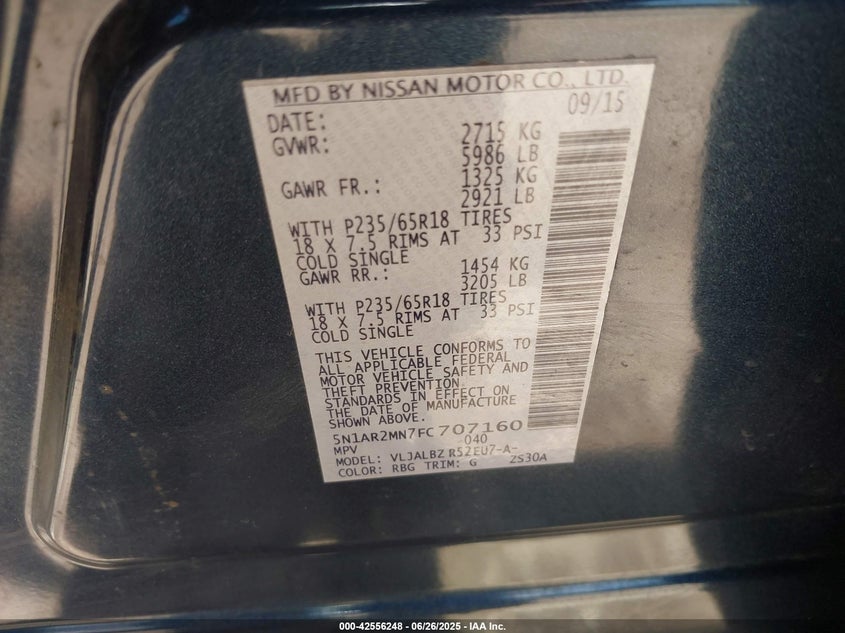 MFD BY NISSAN MOTOR CO., LTD.
DATE: 09/15
GVWR: 2715 KG
5986 LB
GAWR FR.: 1325 KG
2921 LB
WITH P235/65R18 TIRES
18 X 7.5 RIMS AT 33 PSI
COLD SINGLE
GAWR RR.: 1454 KG
3205 LB
WITH P235/65R18 TIRES
18 X 7.5 RIMS AT 33 PSI
COLD SINGLE
THIS VEHICLE CONFORMS TO
ALL APPLICABLE FEDERAL
MOTOR VEHICLE SAFETY AND
THEFT PREVENTION
STANDARDS IN EFFECT ON
THE DATE OF MANUFACTURE
SHOWN ABOVE.
5N1AR2MN7FC707160
MPV -040
MODEL: VLJALBZ R52EU7-A-
COLOR: RBG TRIM: G ZS30A
000-42556248 - 06/26/2025 - IAA Inc.